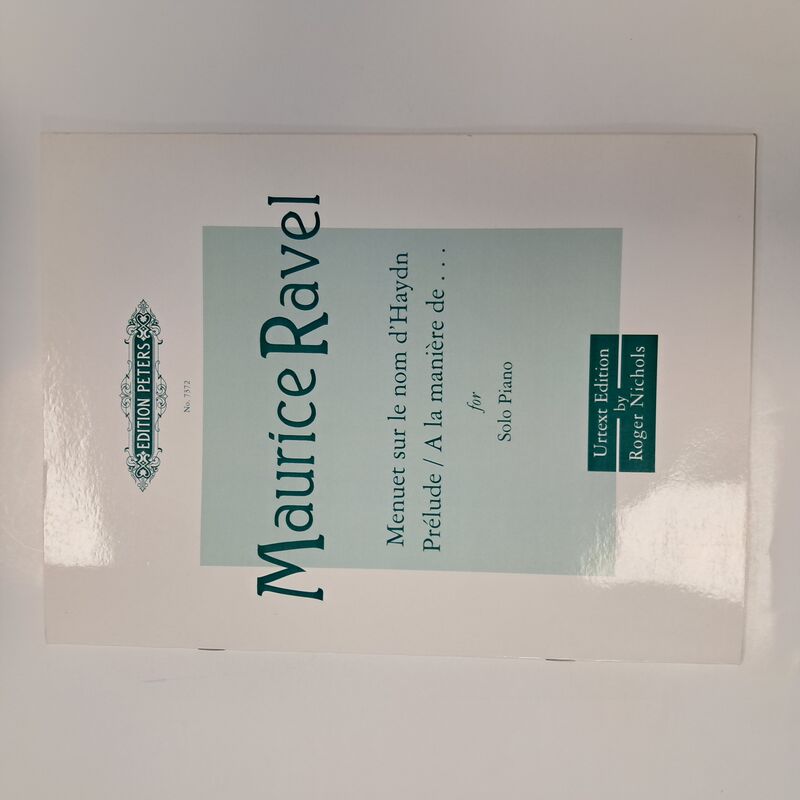 EDITION PETERS
No. 7372
Maurice Ravel
Menuet sur le nom d'Haydn
Prélude / A la manière de . . .
for
Solo Piano
Urtext Edition
by
Roger Nichols